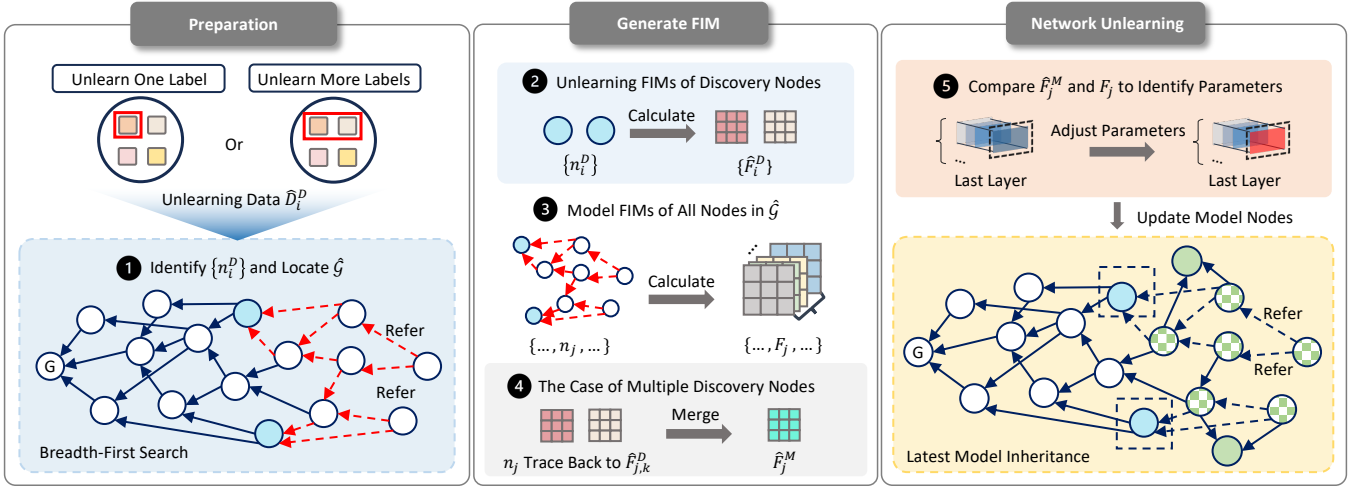 Preparation
Unlearn One Label
Unlearn More Labels
Or
Unlearning Data D̂ᵢᴰ
1 Identify {nᵢᴰ} and Locate 𝒢̂
Refer
G
Refer
Breadth-First Search
Generate FIM
2 Unlearning FIMs of Discovery Nodes
Calculate
{nᵢᴰ}
{F̂ᵢᴰ}
3 Model FIMs of All Nodes in 𝒢̂
Calculate
{…, nⱼ, …}
{…, Fⱼ, …}
4 The Case of Multiple Discovery Nodes
Merge
nⱼ Trace Back to F̂ⱼ,ₖᴰ
F̂ⱼᴹ
Network Unlearning
5 Compare F̂ⱼᴹ and Fⱼ to Identify Parameters
Adjust Parameters
...
...
Last Layer
Last Layer
Update Model Nodes
Refer
G
Refer
Latest Model Inheritance